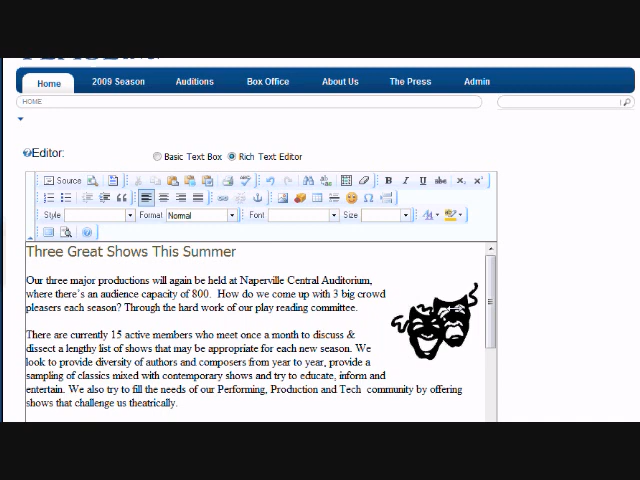 Home 2009 Season Auditions Box Office About Us The Press Admin
HOME
Editor: Basic Text Box Rich Text Editor
Source
B I U abc x₂ x²
Style Format Normal Font Size
Three Great Shows This Summer
Our three major productions will again be held at Naperville Central Auditorium,
where there's an audience capacity of 800. How do we come up with 3 big crowd
pleasers each season? Through the hard work of our play reading committee.
There are currently 15 active members who meet once a month to discuss &
dissect a lengthy list of shows that may be appropriate for each new season. We
look to provide diversity of authors and composers from year to year, provide a
sampling of classics mixed with contemporary shows and try to educate, inform and
entertain. We also try to fill the needs of our Performing, Production and Tech community by offering
shows that challenge us theatrically.